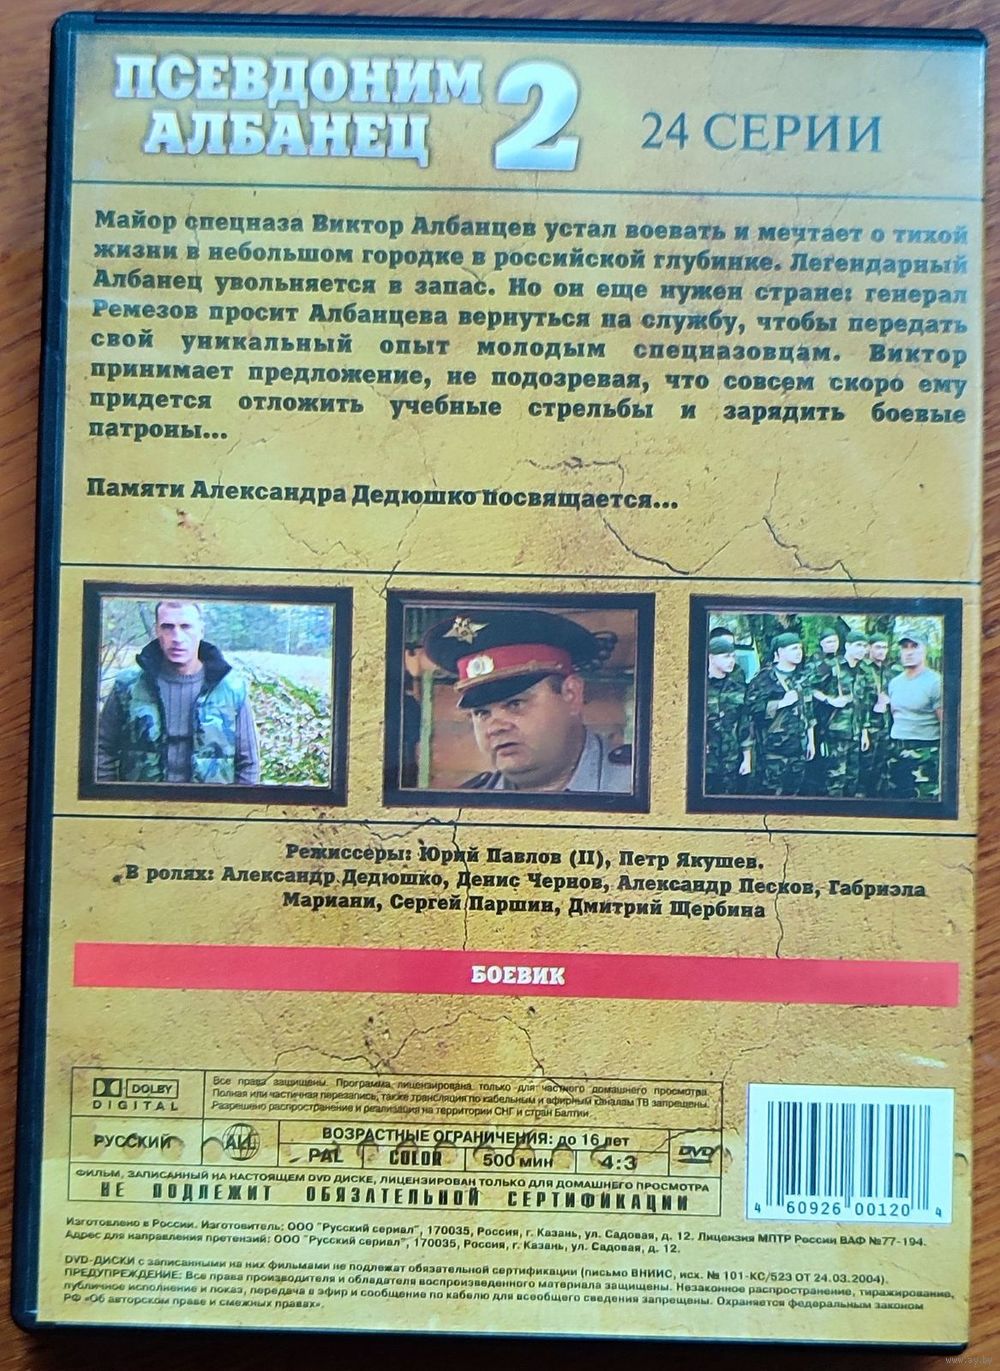 ПСЕВДОНИМ
АЛБАНЕЦ 2
24 СЕРИИ
Майор спецназа Виктор Албанцев устал воевать и мечтает о тихой
жизни в небольшом городке в российской глубинке. Легендарный
Албанец увольняется в запас. Но он еще нужен стране: генерал
Ремезов просит Албанцева вернуться на службу, чтобы передать
свой уникальный опыт молодым спецназовцам. Виктор
принимает предложение, не подозревая, что совсем скоро ему
придется отложить учебные стрельбы и зарядить боевые
патроны...
Памяти Александра Дедюшко посвящается...
Режиссеры: Юрий Павлов (II), Петр Якушев.
В ролях: Александр Дедюшко, Денис Чернов, Александр Песков, Габриэла
Мариани, Сергей Паршин, Дмитрий Щербина
БОЕВИК
DOLBY
DIGITAL
Все права защищены. Программа лицензирована только для частного домашнего просмотра.
Полная или частичная перезапись, также трансляция по кабельным и эфирным каналам ТВ запрещены.
Разрешено распространение и реализация на территории СНГ и стран Балтии.
РУССКИЙ
ALL
ВОЗРАСТНЫЕ ОГРАНИЧЕНИЯ: до 16 лет
PAL COLOR 500 мин 4:3
DVD
ФИЛЬМ, ЗАПИСАННЫЙ НА НАСТОЯЩЕМ DVD ДИСКЕ, ЛИЦЕНЗИРОВАН ТОЛЬКО ДЛЯ ДОМАШНЕГО ПРОСМОТРА
НЕ ПОДЛЕЖИТ ОБЯЗАТЕЛЬНОЙ СЕРТИФИКАЦИИ
4 60926 00120 4
Изготовлено в России. Изготовитель: ООО "Русский сериал", 170035, Россия, г. Казань, ул. Садовая, д. 12. Лицензия МПТР России ВАФ №77-194.
Адрес для направления претензий: ООО "Русский сериал", 170035, Россия, г. Казань, ул. Садовая, д. 12.
DVD-ДИСКИ с записанными на них фильмами не подлежат обязательной сертификации (письмо ВНИИС, исх. № 101-КС/523 ОТ 24.03.2004).
ПРЕДУПРЕЖДЕНИЕ: Все права производителя и обладателя воспроизведенного материала защищены. Незаконное распространение, тиражирование,
публичное исполнение и показ, передача в эфир и сообщение по кабелю для всеобщего сведения запрещены. Охраняется федеральным законом
РФ «Об авторском праве и смежных правах».
www.ay.by